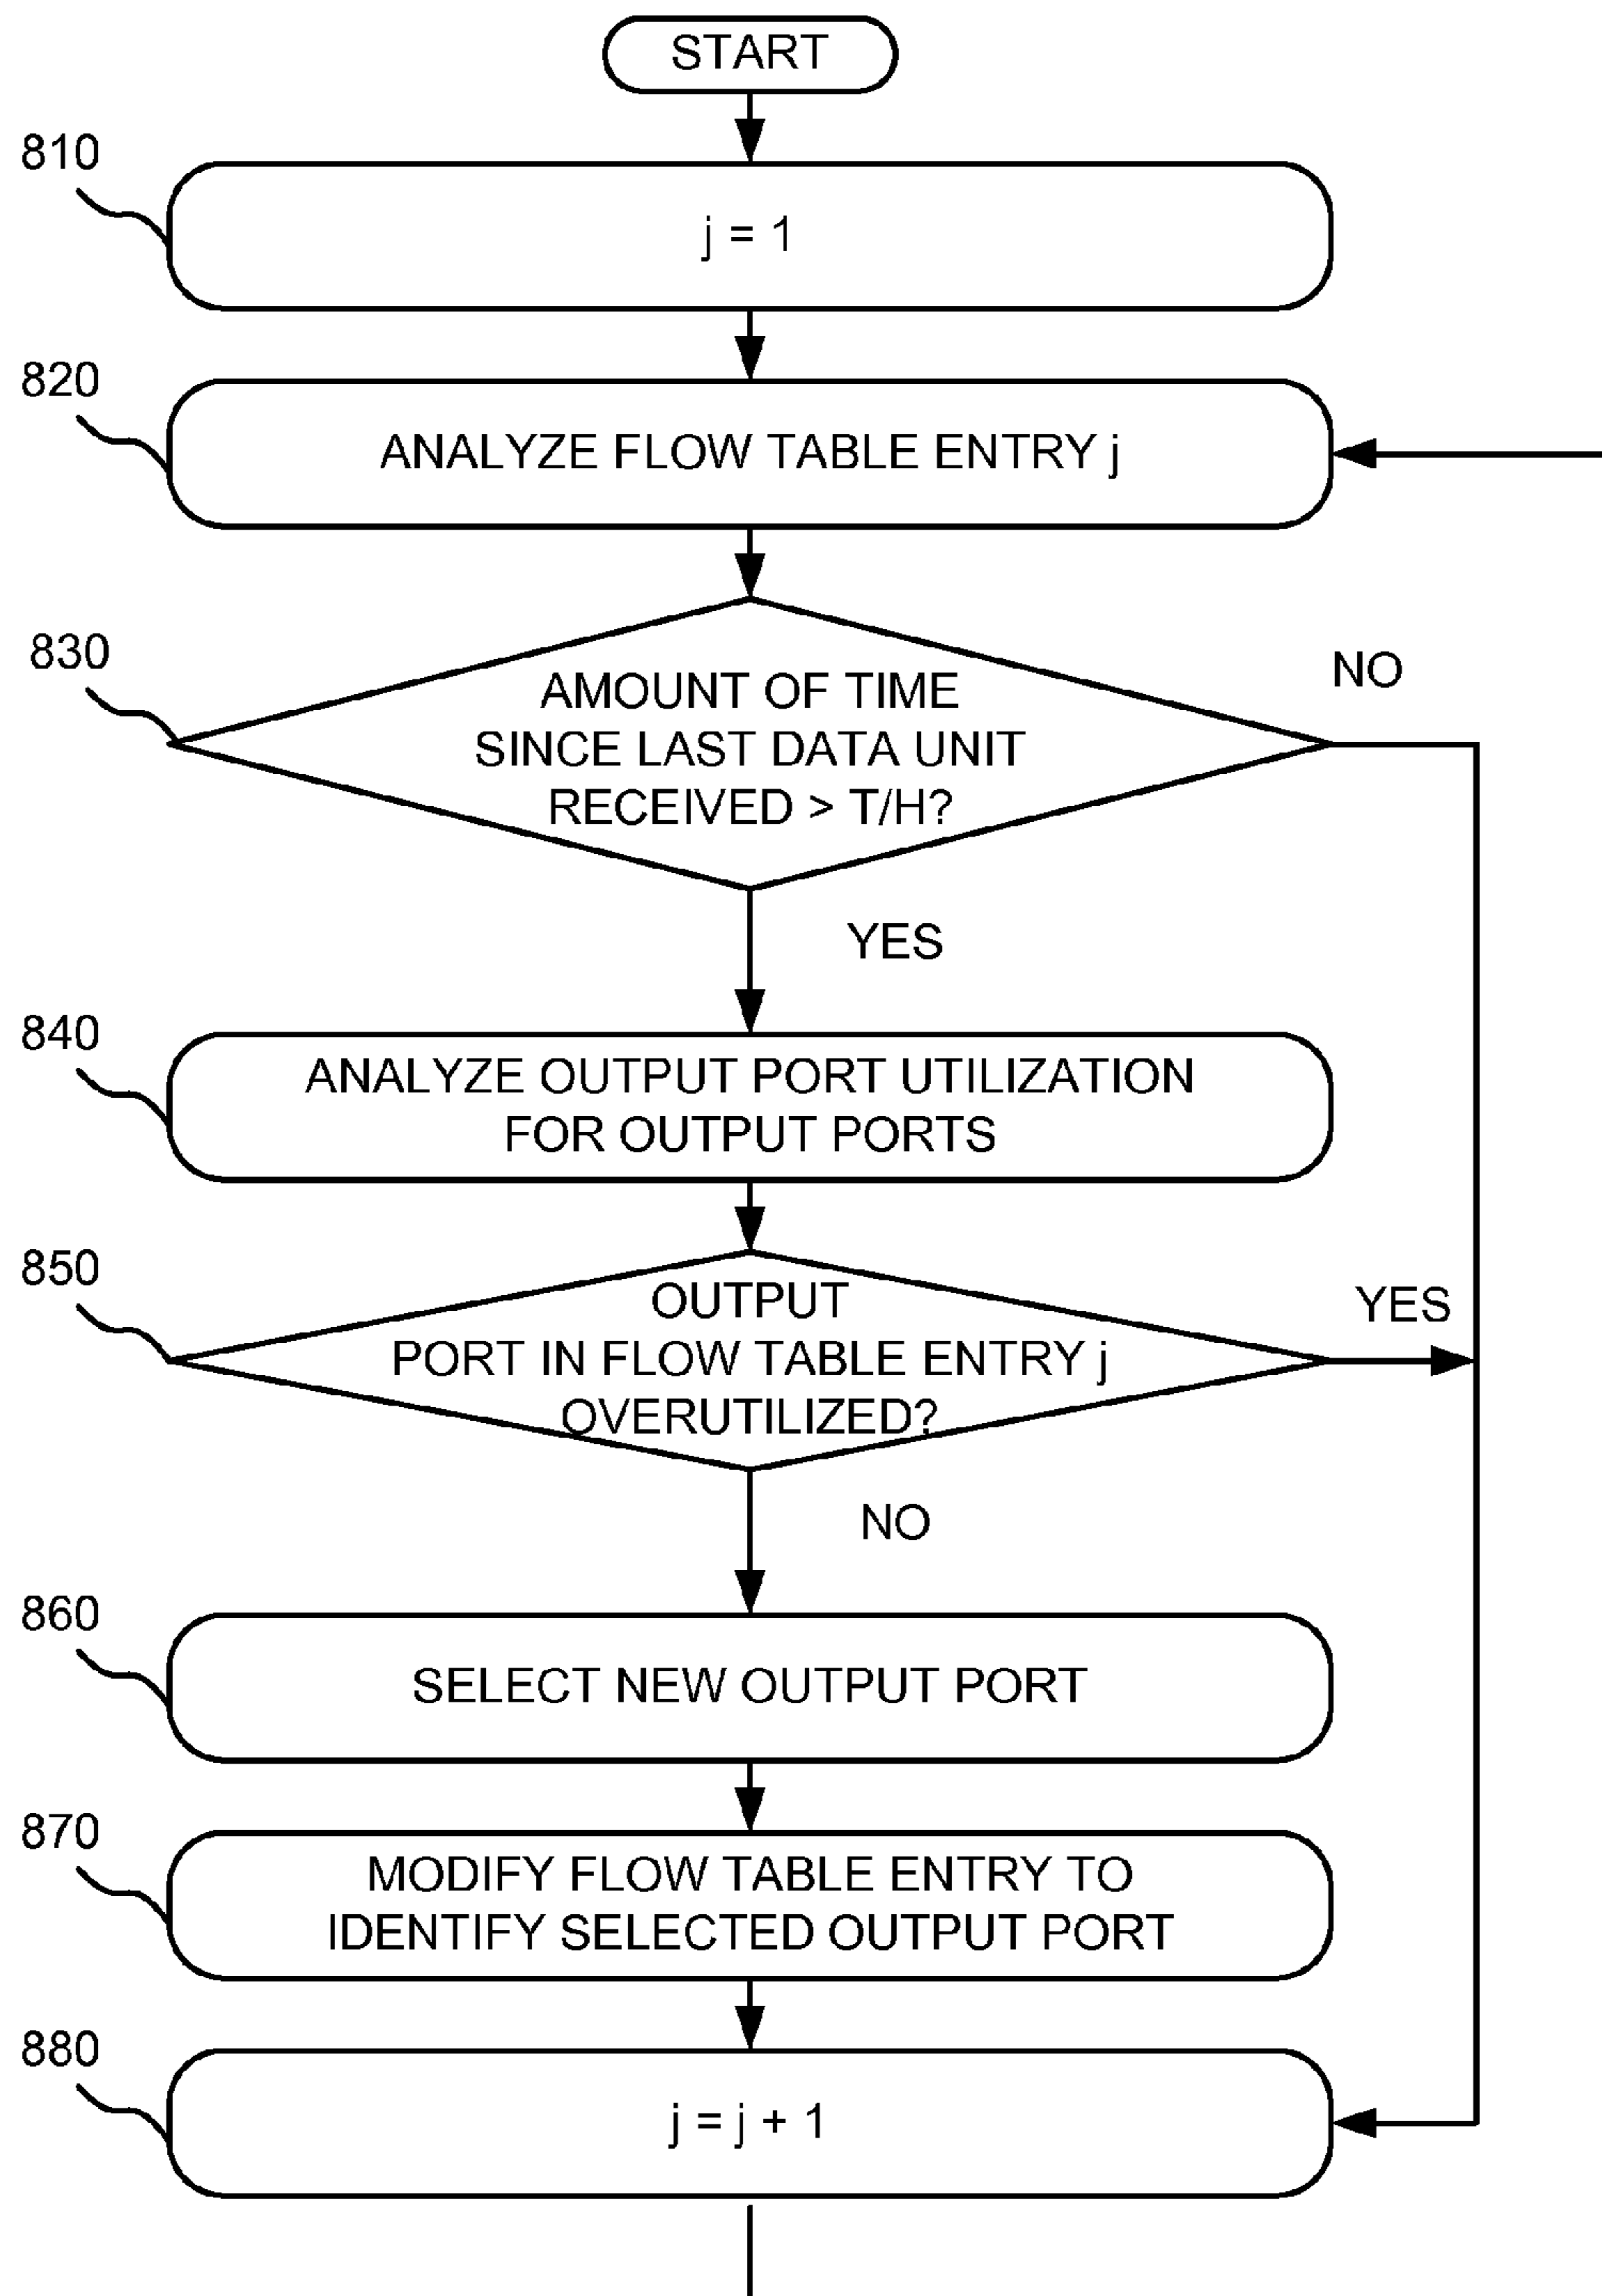 START
810
j = 1
820
ANALYZE FLOW TABLE ENTRY j
830
AMOUNT OF TIME
SINCE LAST DATA UNIT
RECEIVED > T/H?
NO
YES
840
ANALYZE OUTPUT PORT UTILIZATION
FOR OUTPUT PORTS
850
OUTPUT
PORT IN FLOW TABLE ENTRY j
OVERUTILIZED?
YES
NO
860
SELECT NEW OUTPUT PORT
870
MODIFY FLOW TABLE ENTRY TO
IDENTIFY SELECTED OUTPUT PORT
880
j = j + 1